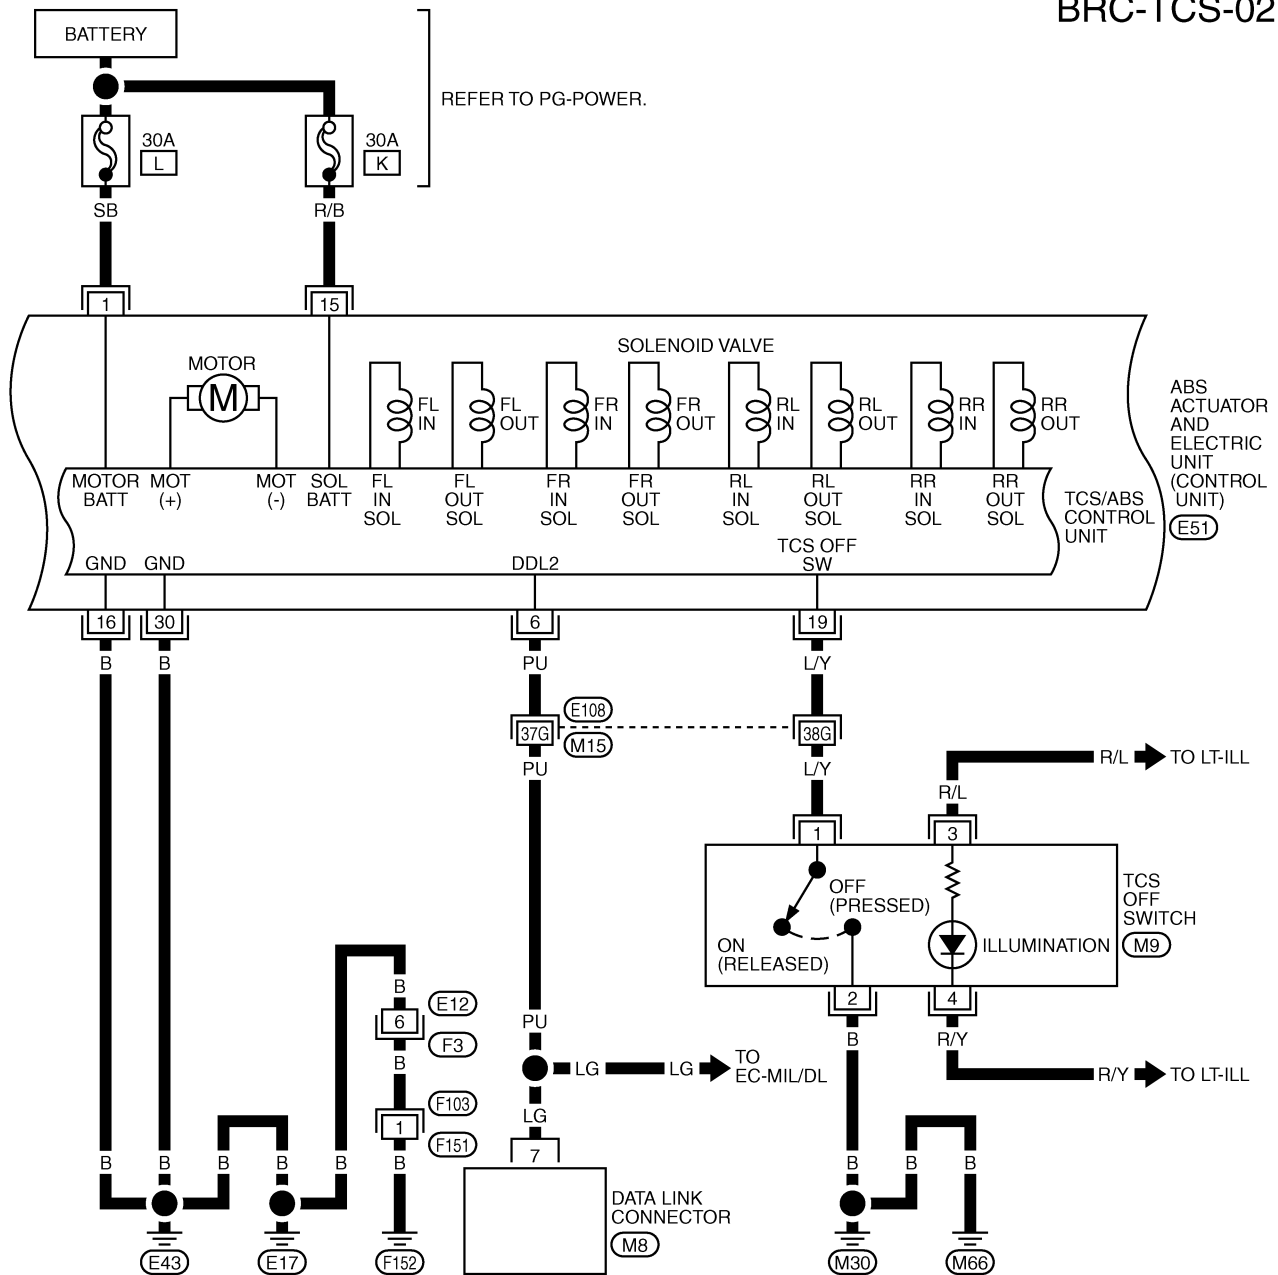 BRC-TCS-02
BATTERY
REFER TO PG-POWER.
30A
L
30A
K
SB
R/B
1
15
SOLENOID VALVE
MOTOR
M
FL
IN
FL
OUT
FR
IN
FR
OUT
RL
IN
RL
OUT
RR
IN
RR
OUT
ABS
ACTUATOR
AND
ELECTRIC
UNIT
(CONTROL
UNIT)
E51
MOTOR
BATT
MOT
(+)
MOT
(-)
SOL
BATT
FL
IN
SOL
FL
OUT
SOL
FR
IN
SOL
FR
OUT
SOL
RL
IN
SOL
RL
OUT
SOL
RR
IN
SOL
RR
OUT
SOL
TCS/ABS
CONTROL
UNIT
GND
GND
DDL2
TCS OFF
SW
16
30
6
19
B
B
PU
L/Y
E108
37G
38G
M15
PU
L/Y
R/L
TO LT-ILL
R/L
1
3
OFF
(PRESSED)
ON
(RELEASED)
ILLUMINATION
TCS
OFF
SWITCH
M9
2
4
B
R/Y
R/Y
TO LT-ILL
B
6
E12
F3
B
F103
1
F151
PU
LG
LG
TO
EC-MIL/DL
LG
7
B
B
B
B
B
B
B
B
B
DATA LINK
CONNECTOR
M8
E43
E17
F152
M30
M66